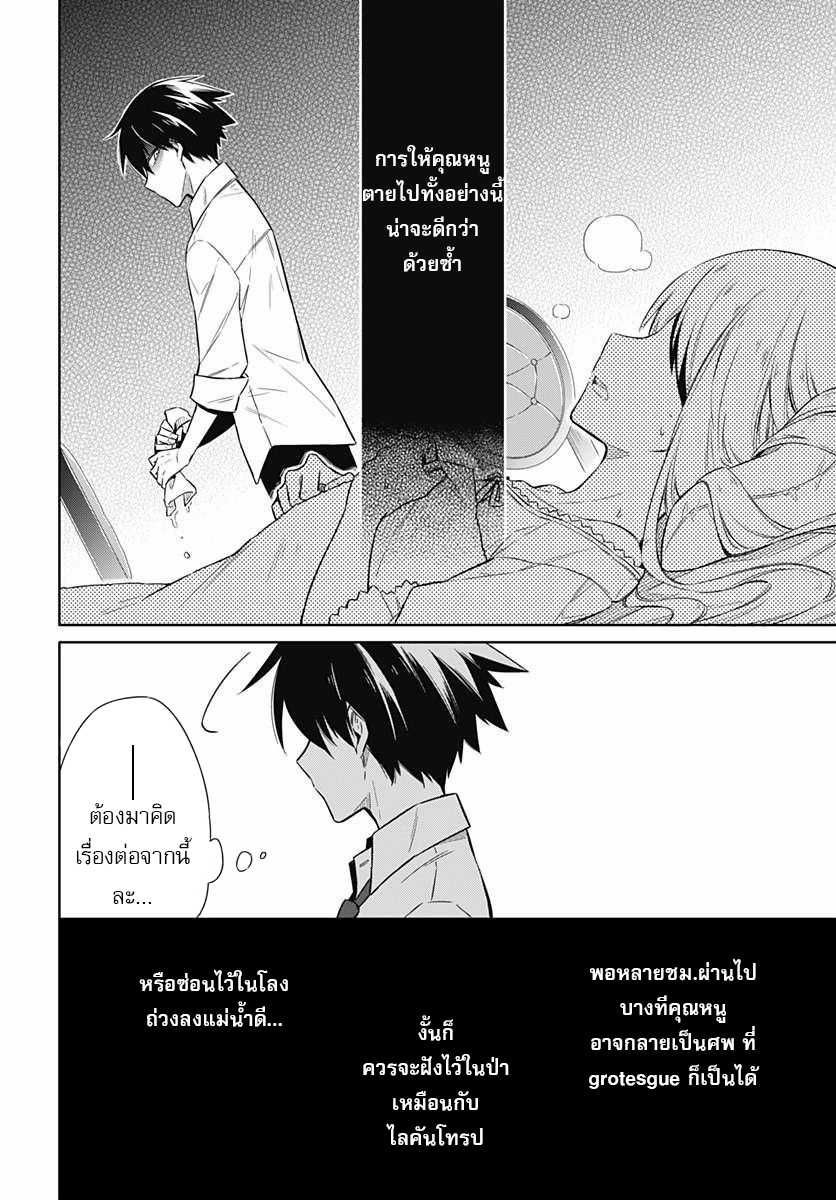 การให้คุณหนู
ตายไปทั้งอย่างนี้
น่าจะดีกว่า
ด้วยซ้ำ
ต้องมาคิด
เรื่องต่อจากนี้
ละ...
พอหลายชม.ผ่านไป
บางทีคุณหนู
อาจกลายเป็นศพ ที่
grotesgue ก็เป็นได้
งั้นก็
ควรจะฝังไว้ในป่า
เหมือนกับ
ไลคันโทรป
หรือซ่อนไว้ในโลง
ถ่วงลงแม่น้ำดี...